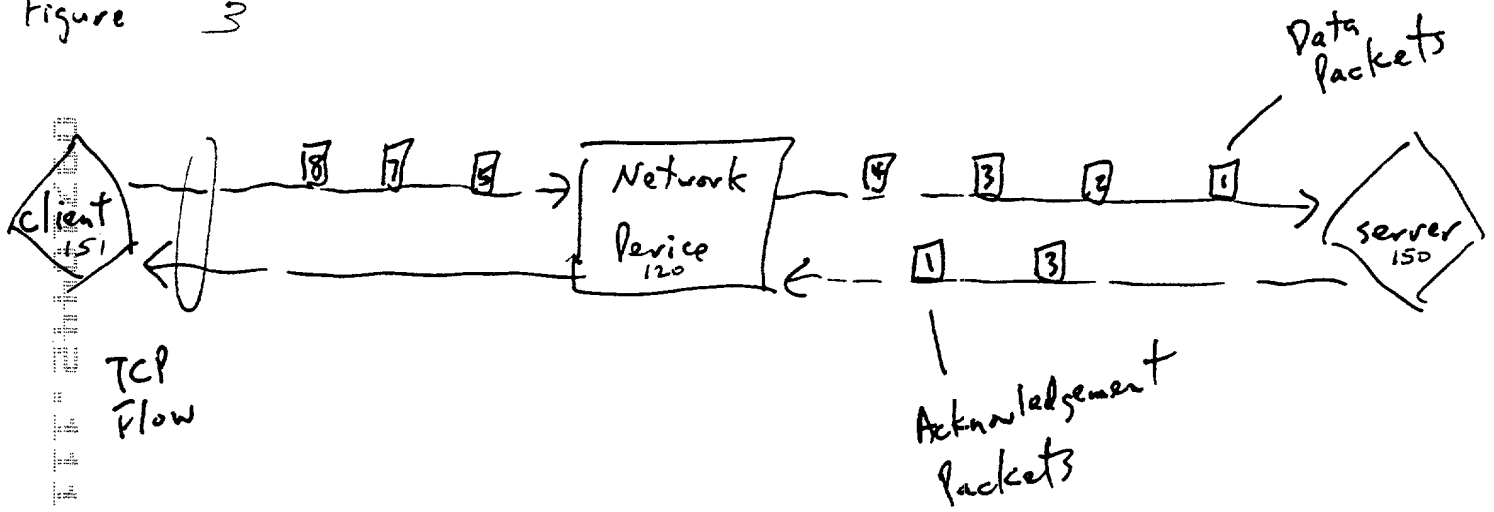 Figure 3
Data
Packets
8 7 5
4 3 2 1
Client
151
Network
Device
120
server
150
1 3
TCP
Flow
Acknowledgement
Packets